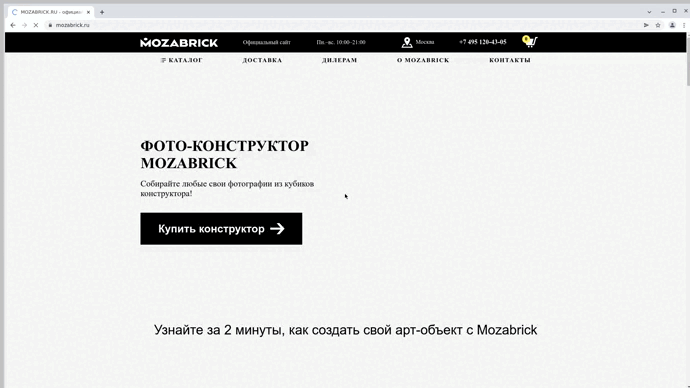 MOZABRICK.RU – официал
mozabrick.ru
MOZABRICK
Официальный сайт
Пн.–вс. 10:00–21:00
Москва
+7 495 120-43-05
КАТАЛОГ
ДОСТАВКА
ДИЛЕРАМ
О MOZABRICK
КОНТАКТЫ
ФОТО-КОНСТРУКТОР
MOZABRICK
Собирайте любые свои фотографии из кубиков
конструктора!
Купить конструктор
Узнайте за 2 минуты, как создать свой арт-объект с Mozabrick